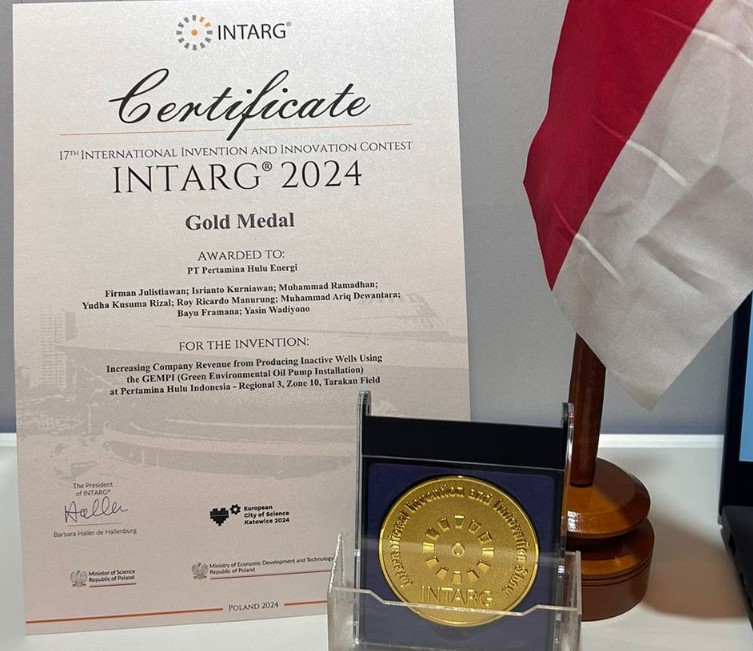 INTARG®
Certificate
17TH INTERNATIONAL INVENTION AND INNOVATION CONTEST
INTARG® 2024
Gold Medal
AWARDED TO:
PT Pertamina Hulu Energi
Firman Julistiawan; Isrianto Kurniawan; Muhammad Ramadhan;
Yudha Kusuma Rizal; Roy Ricardo Manurung; Muhammad Ariq Dewantara;
Bayu Framana; Yasin Wadiyono
FOR THE INVENTION:
Increasing Company Revenue from Producing Inactive Wells Using
the GEMPI (Green Environmental Oil Pump Installation)
at Pertamina Hulu Indonesia - Regional 3, Zone 10, Tarakan Field
The President
of INTARG®
Haller
Barbara Haller de Hallenburg
European
City of Science
Katowice 2024
Minister of Science
Republic of Poland
Ministry of Economic Development and Technology
Republic of Poland
POLAND 2024
International Invention and Innovation Show
INTARG